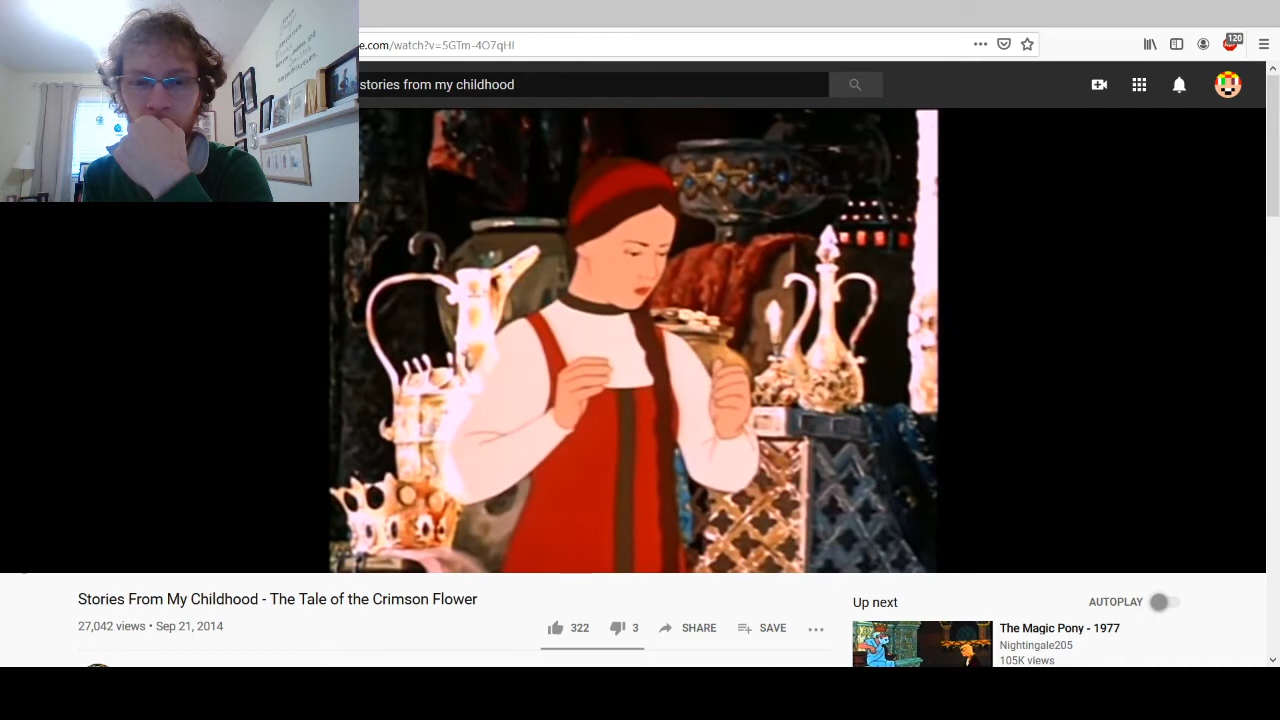 e.com/watch?v=5GTm-4O7qHI
120
stories from my childhood
Stories From My Childhood - The Tale of the Crimson Flower
27,042 views • Sep 21, 2014
322
3
SHARE
SAVE
Up next
AUTOPLAY
The Magic Pony - 1977
Nightingale205
105K views